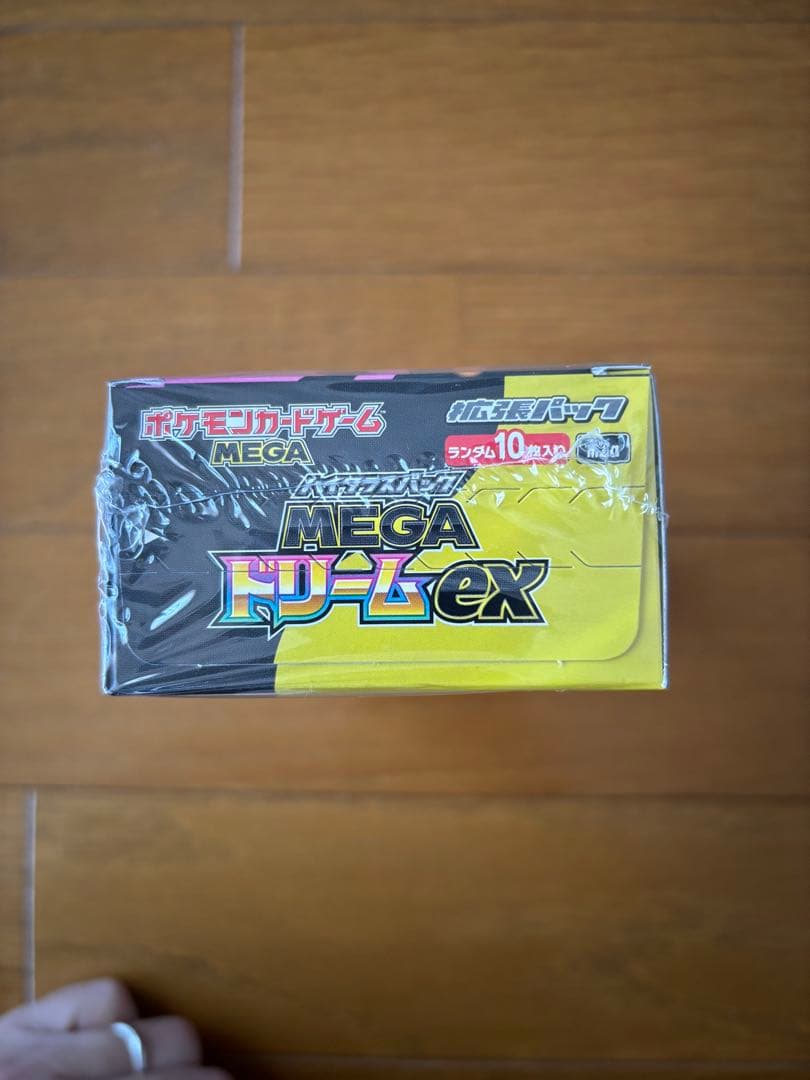 ポケモンカードゲーム
MEGA
拡張パック
ランダム10枚入り
m2a
ハイクラスパック
MEGA
ドリームex